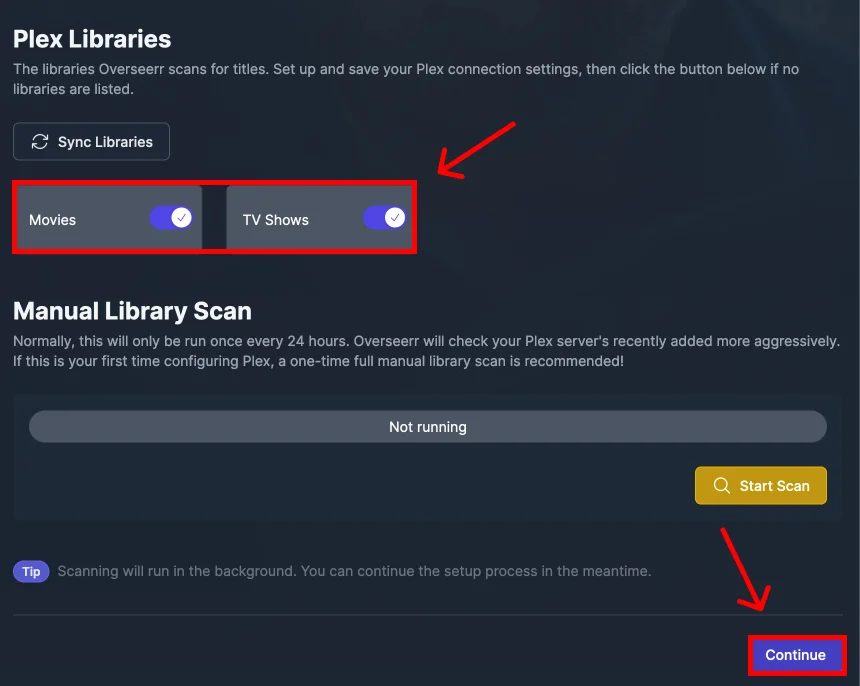 Plex Libraries
The libraries Overseerr scans for titles. Set up and save your Plex connection settings, then click the button below if no
libraries are listed.
Sync Libraries
Movies
TV Shows
Manual Library Scan
Normally, this will only be run once every 24 hours. Overseerr will check your Plex server's recently added more aggressively.
If this is your first time configuring Plex, a one-time full manual library scan is recommended!
Not running
Start Scan
Tip Scanning will run in the background. You can continue the setup process in the meantime.
Continue